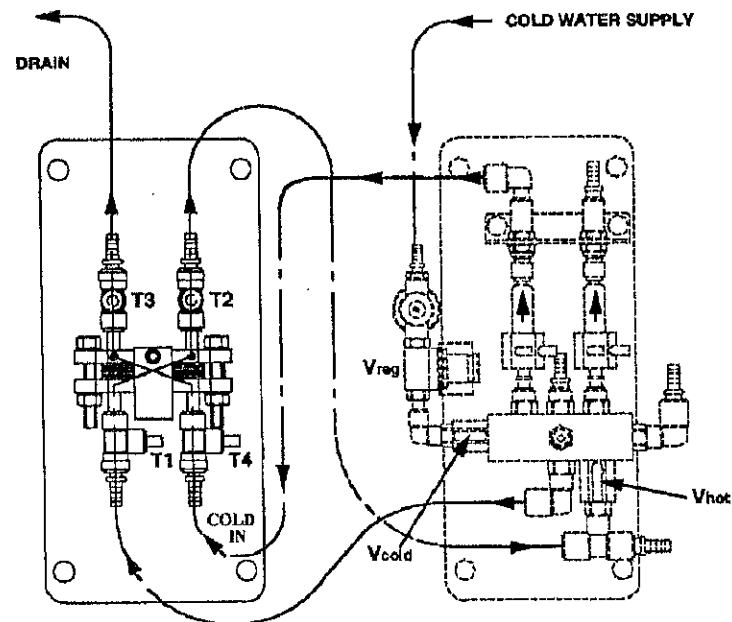 COLD WATER SUPPLY
DRAIN
T3
T2
Vreg
T1
T4
COLD
IN
Vcold
Vhot